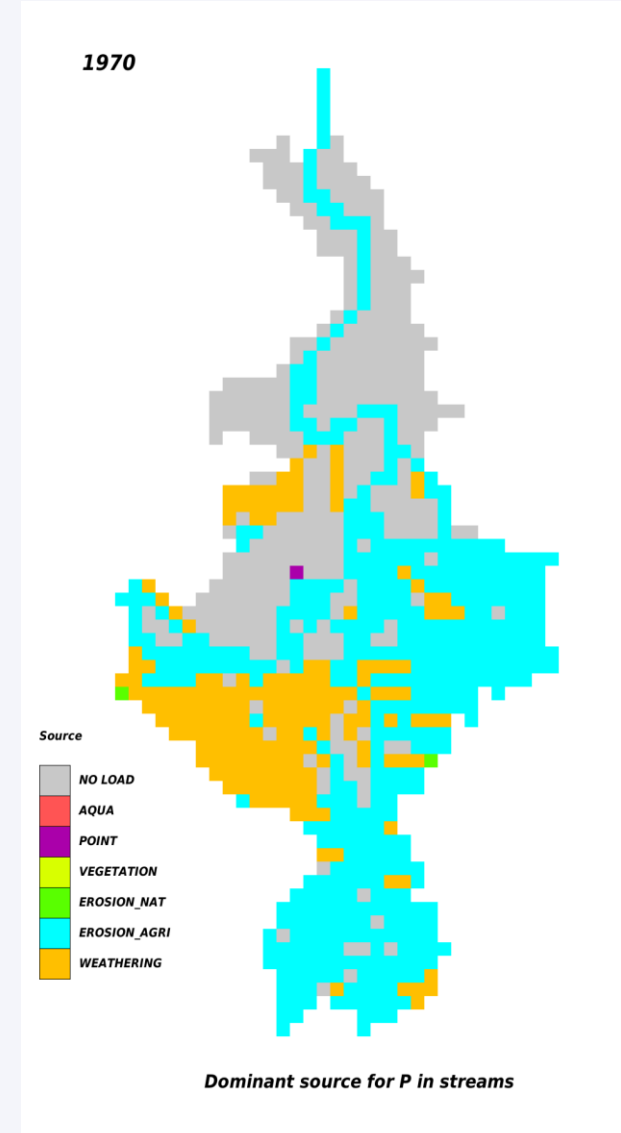 1970
Source
NO LOAD
AQUA
POINT
VEGETATION
EROSION_NAT
EROSION_AGRI
WEATHERING
Dominant source for P in streams